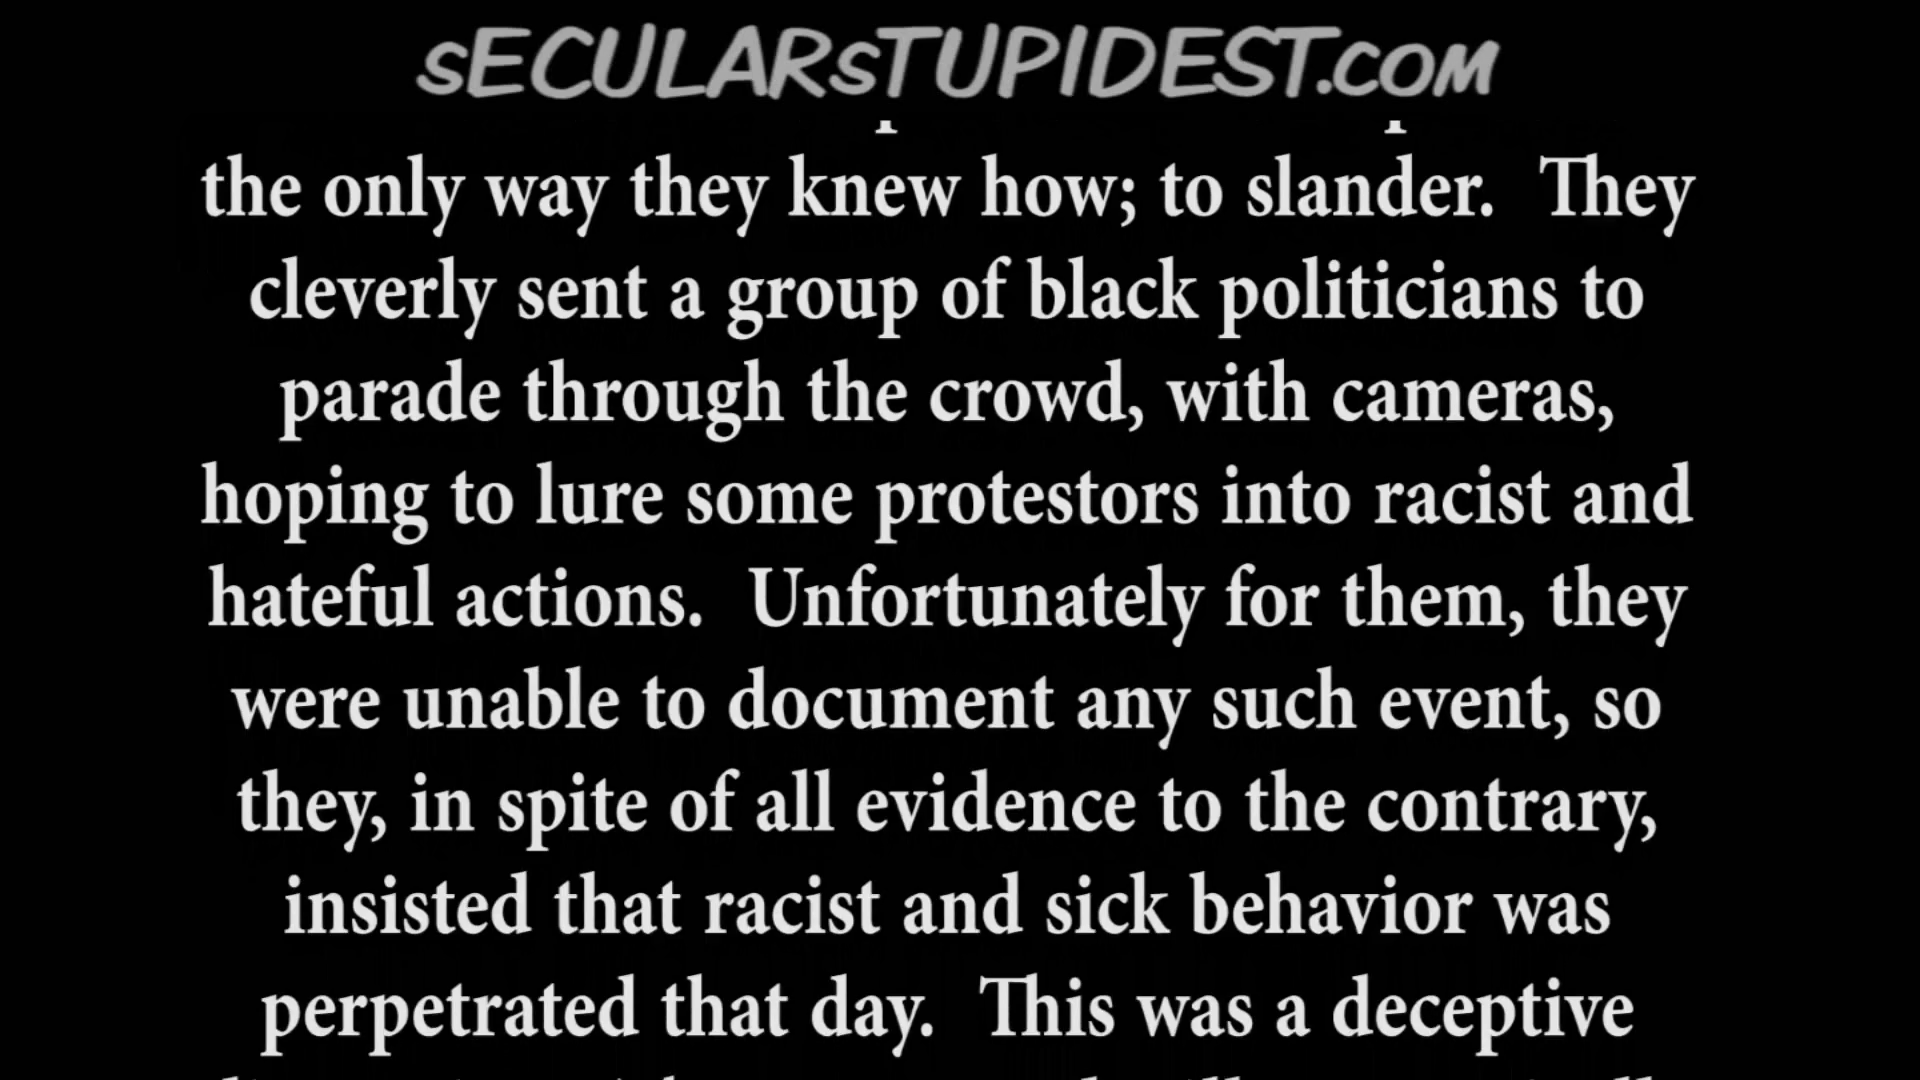 sECULARsTUPIDEST.COM
the only way they knew how; to slander. They
cleverly sent a group of black politicians to
parade through the crowd, with cameras,
hoping to lure some protestors into racist and
hateful actions. Unfortunately for them, they
were unable to document any such event, so
they, in spite of all evidence to the contrary,
insisted that racist and sick behavior was
perpetrated that day. This was a deceptive